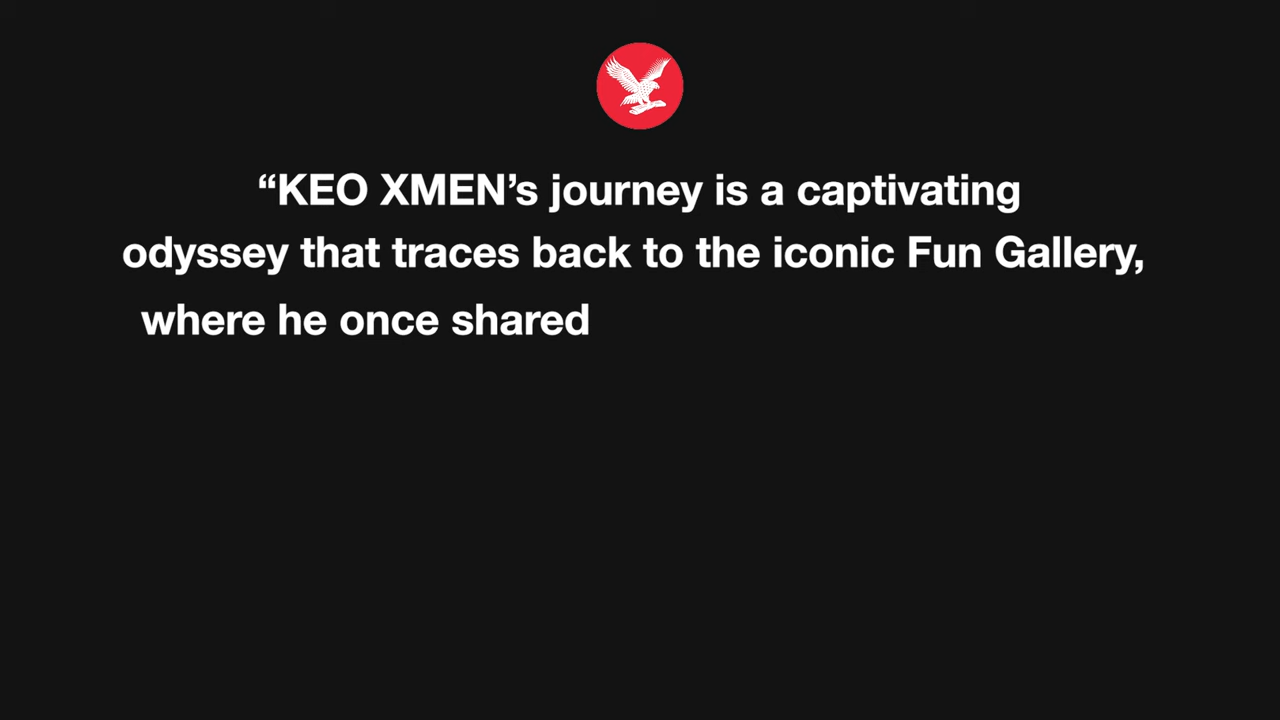 “KEO XMEN’s journey is a captivating
odyssey that traces back to the iconic Fun Gallery,
where he once shared